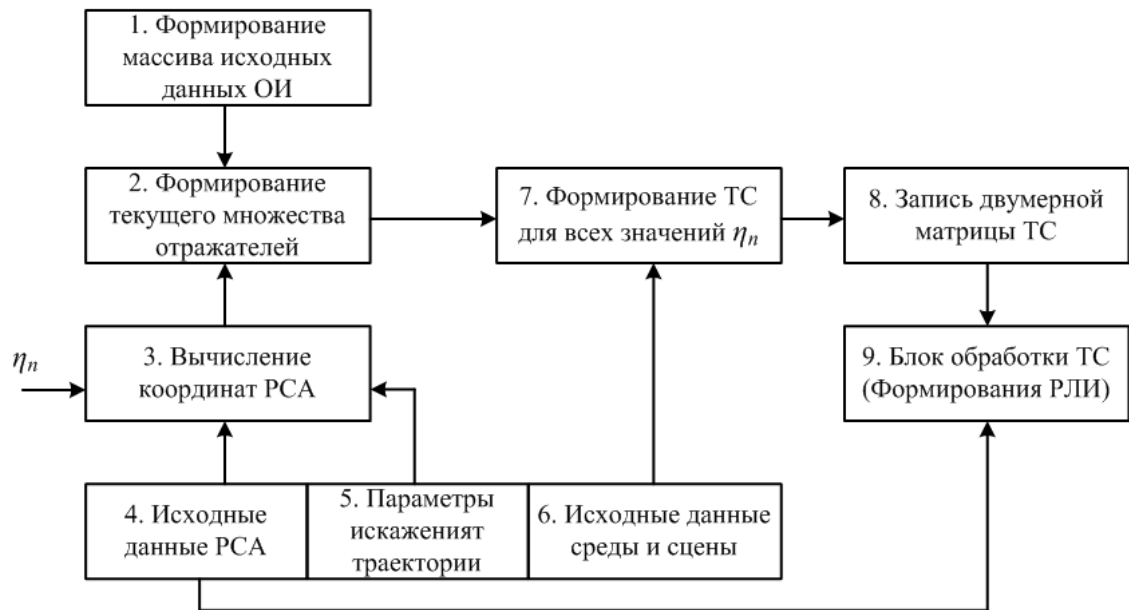 1. Формирование
массива исходных
данных ОИ
2. Формирование
текущего множества
отражателей
7. Формирование ТС
для всех значений ηₙ
8. Запись двумерной
матрицы ТС
ηₙ
3. Вычисление
координат РСА
9. Блок обработки ТС
(Формирования РЛИ)
4. Исходные
данные РСА
5. Параметры
искаженият
траектории
6. Исходные данные
среды и сцены